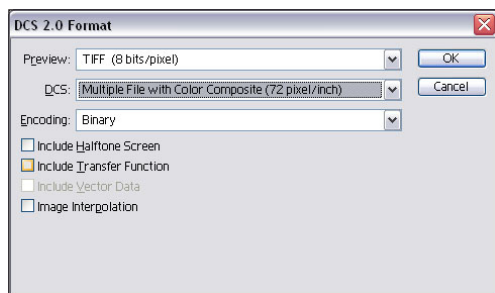 DCS 2.0 Format
Preview: TIFF (8 bits/pixel) OK
DCS: Multiple File with Color Composite (72 pixel/inch) Cancel
Encoding: Binary
Include Halftone Screen
Include Transfer Function
Include Vector Data
Image Interpolation